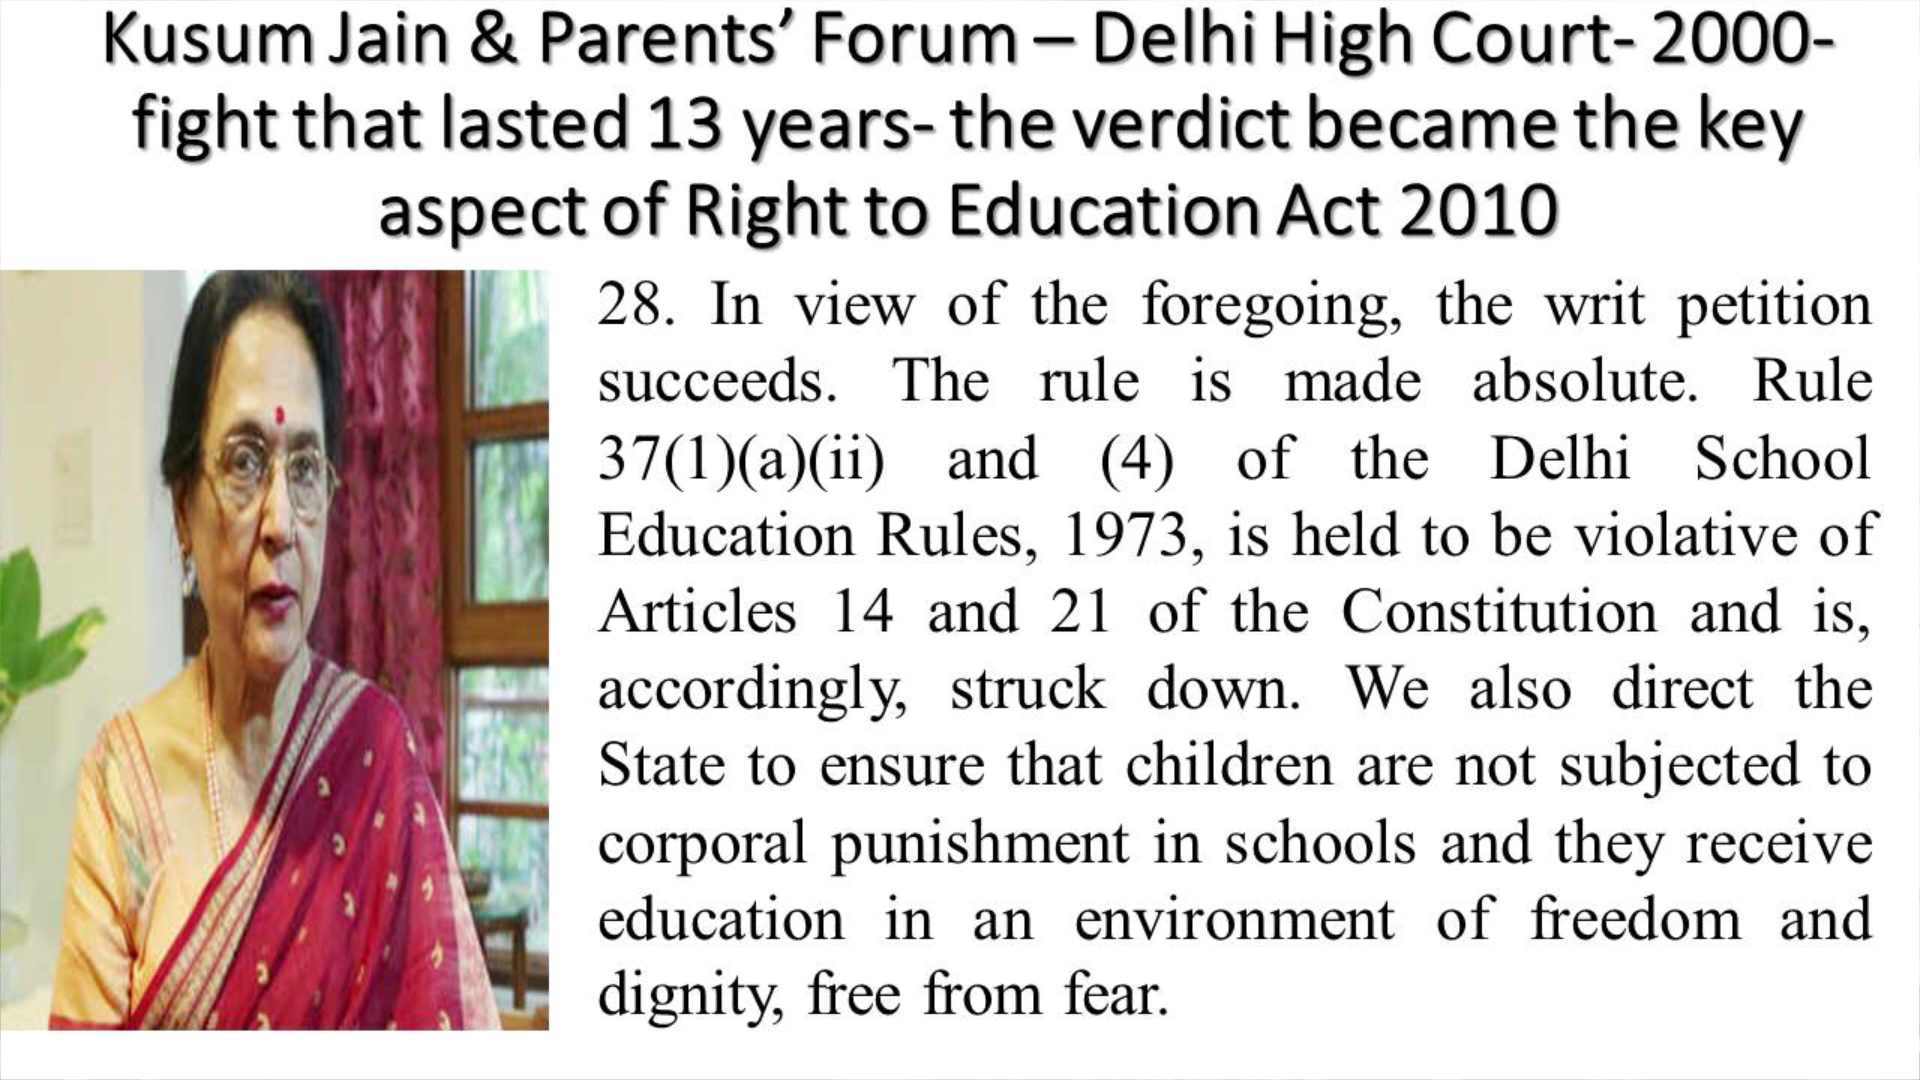 Kusum Jain & Parents’ Forum – Delhi High Court- 2000-
fight that lasted 13 years- the verdict became the key
aspect of Right to Education Act 2010
28. In view of the foregoing, the writ petition
succeeds. The rule is made absolute. Rule
37(1)(a)(ii) and (4) of the Delhi School
Education Rules, 1973, is held to be violative of
Articles 14 and 21 of the Constitution and is,
accordingly, struck down. We also direct the
State to ensure that children are not subjected to
corporal punishment in schools and they receive
education in an environment of freedom and
dignity, free from fear.